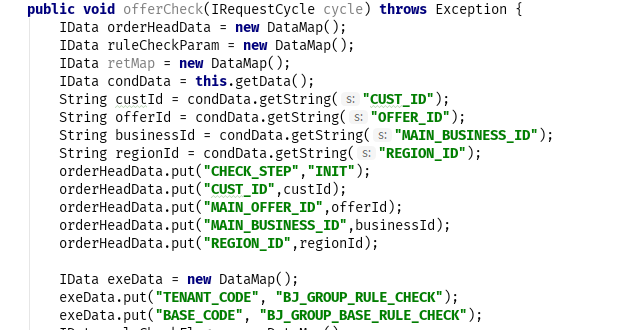 public void offerCheck(IRequestCycle cycle) throws Exception {
IData orderHeadData = new DataMap();
IData ruleCheckParam = new DataMap();
IData retMap = new DataMap();
IData condData = this.getData();
String custId = condData.getString( s: "CUST_ID");
String offerId = condData.getString( s: "OFFER_ID");
String businessId = condData.getString( s: "MAIN_BUSINESS_ID");
String regionId = condData.getString( s: "REGION_ID");
orderHeadData.put("CHECK_STEP","INIT");
orderHeadData.put("CUST_ID",custId);
orderHeadData.put("MAIN_OFFER_ID",offerId);
orderHeadData.put("MAIN_BUSINESS_ID",businessId);
orderHeadData.put("REGION_ID",regionId);
IData exeData = new DataMap();
exeData.put("TENANT_CODE", "BJ_GROUP_RULE_CHECK");
exeData.put("BASE_CODE", "BJ_GROUP_BASE_RULE_CHECK");